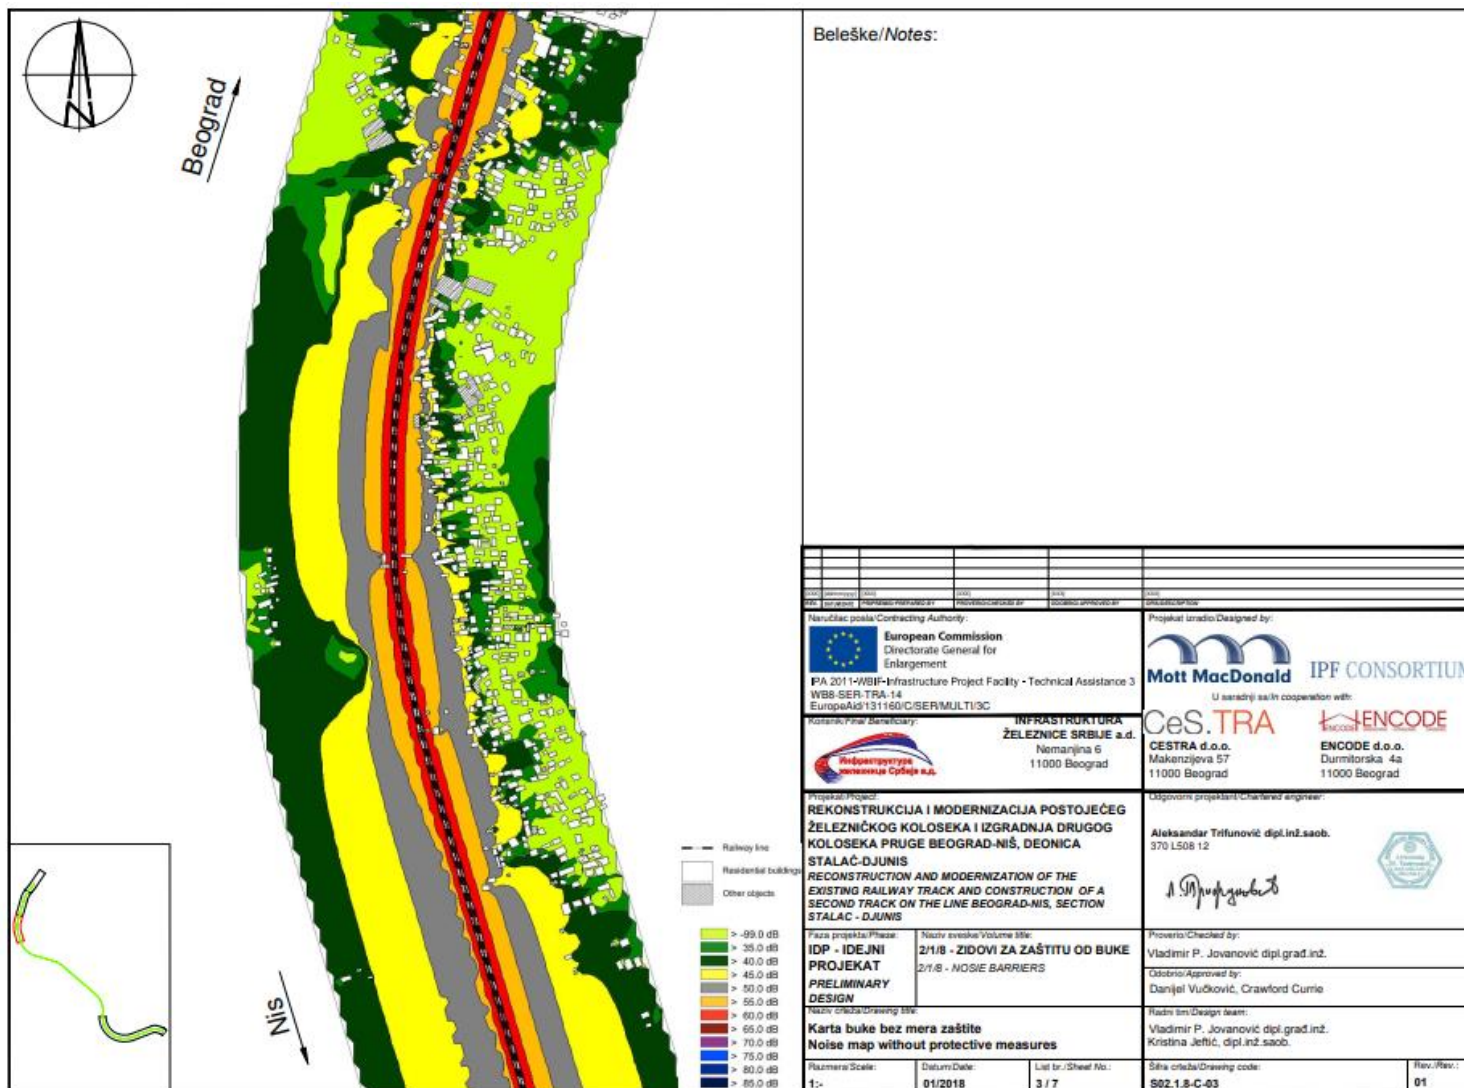 Beograd
N
Nis
Railway line
Residential buildings
Other objects
> -99.0 dB
> 35.0 dB
> 40.0 dB
> 45.0 dB
> 50.0 dB
> 55.0 dB
> 60.0 dB
> 65.0 dB
> 70.0 dB
> 75.0 dB
> 80.0 dB
> 85.0 dB
Beleške/Notes:
Naručilac posla/Contracting Authority:
European Commission
Directorate General for
Enlargement
IPA 2011-WBIF-Infrastructure Project Facility - Technical Assistance 3
WB8-SER-TRA-14
EuropeAid/131160/C/SER/MULTI/3C
Projekat izradio/Designed by:
Mott MacDonald
IPF CONSORTIUM
U saradnji sa/In cooperation with:
CeS.TRA
ENCODE
CESTRA d.o.o.
Makenzijeva 57
11000 Beograd
ENCODE d.o.o.
Durmitorska 4a
11000 Beograd
Korisnik/Final Beneficiary:
Инфраструктура
железнице Србије а.д.
INFRASTRUKTURA
ŽELEZNICE SRBIJE a.d.
Nemanjina 6
11000 Beograd
Projekat/Project:
REKONSTRUKCIJA I MODERNIZACIJA POSTOJEĆEG
ŽELEZNIČKOG KOLOSEKA I IZGRADNJA DRUGOG
KOLOSEKA PRUGE BEOGRAD-NIŠ, DEONICA
STALAĆ-DJUNIS
RECONSTRUCTION AND MODERNIZATION OF THE
EXISTING RAILWAY TRACK AND CONSTRUCTION OF A
SECOND TRACK ON THE LINE BEOGRAD-NIS, SECTION
STALAC - DJUNIS
Odgovorni projektant/Chartered engineer:
Aleksandar Trifunović dipl.inž.saob.
370 L508 12
Faza projekta/Phase:
IDP - IDEJNI
PROJEKAT
PRELIMINARY
DESIGN
Naziv sveske/Volume title:
2/1/8 - ZIDOVI ZA ZAŠTITU OD BUKE
2/1/8 - NOSIE BARRIERS
Proverio/Checked by:
Vladimir P. Jovanović dipl.građ.inž.
Odobrio/Approved by:
Danijel Vučković, Crawford Currie
Naziv crteža/Drawing title:
Karta buke bez mera zaštite
Noise map without protective measures
Radni tim/Design team:
Vladimir P. Jovanović dipl.građ.inž.
Kristina Jeftić, dipl.inž.saob.
Razmera/Scale:
1:-
Datum/Date:
01/2018
List br./Sheet No.:
3 / 7
Šifra crteža/Drawing code:
S02.1.8-C-03
Rev./Rev.:
01